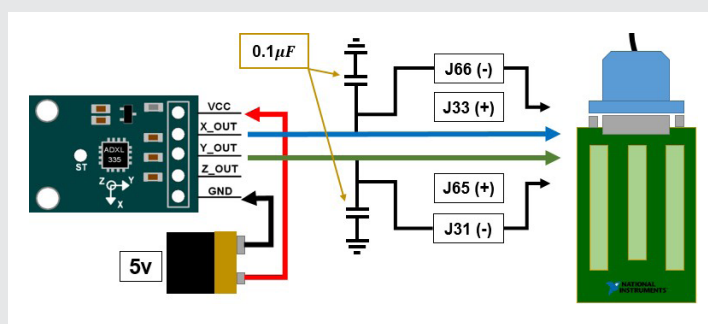 0.1μF
J66 (-)
J33 (+)
VCC
X_OUT
Y_OUT
Z_OUT
GND
ADXL
335
ST
Z
Y
X
J65 (+)
J31 (-)
5v
NATIONAL
INSTRUMENTS